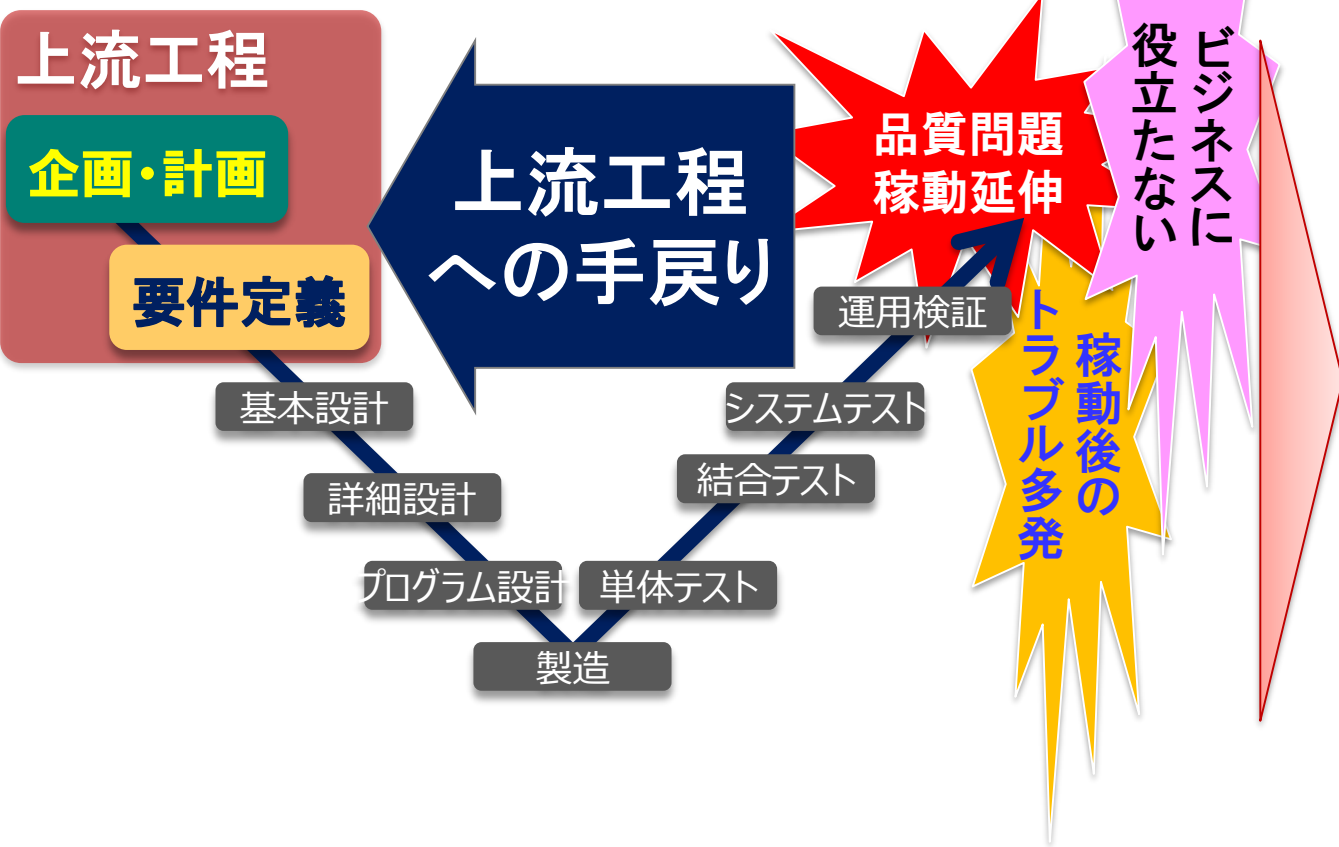 上流工程
企画・計画
要件定義
上流工程
への手戻り
品質問題
稼動延伸
ビジネスに
役立たない
稼動後の
トラブル多発
運用検証
基本設計
システムテスト
詳細設計
結合テスト
プログラム設計
単体テスト
製造